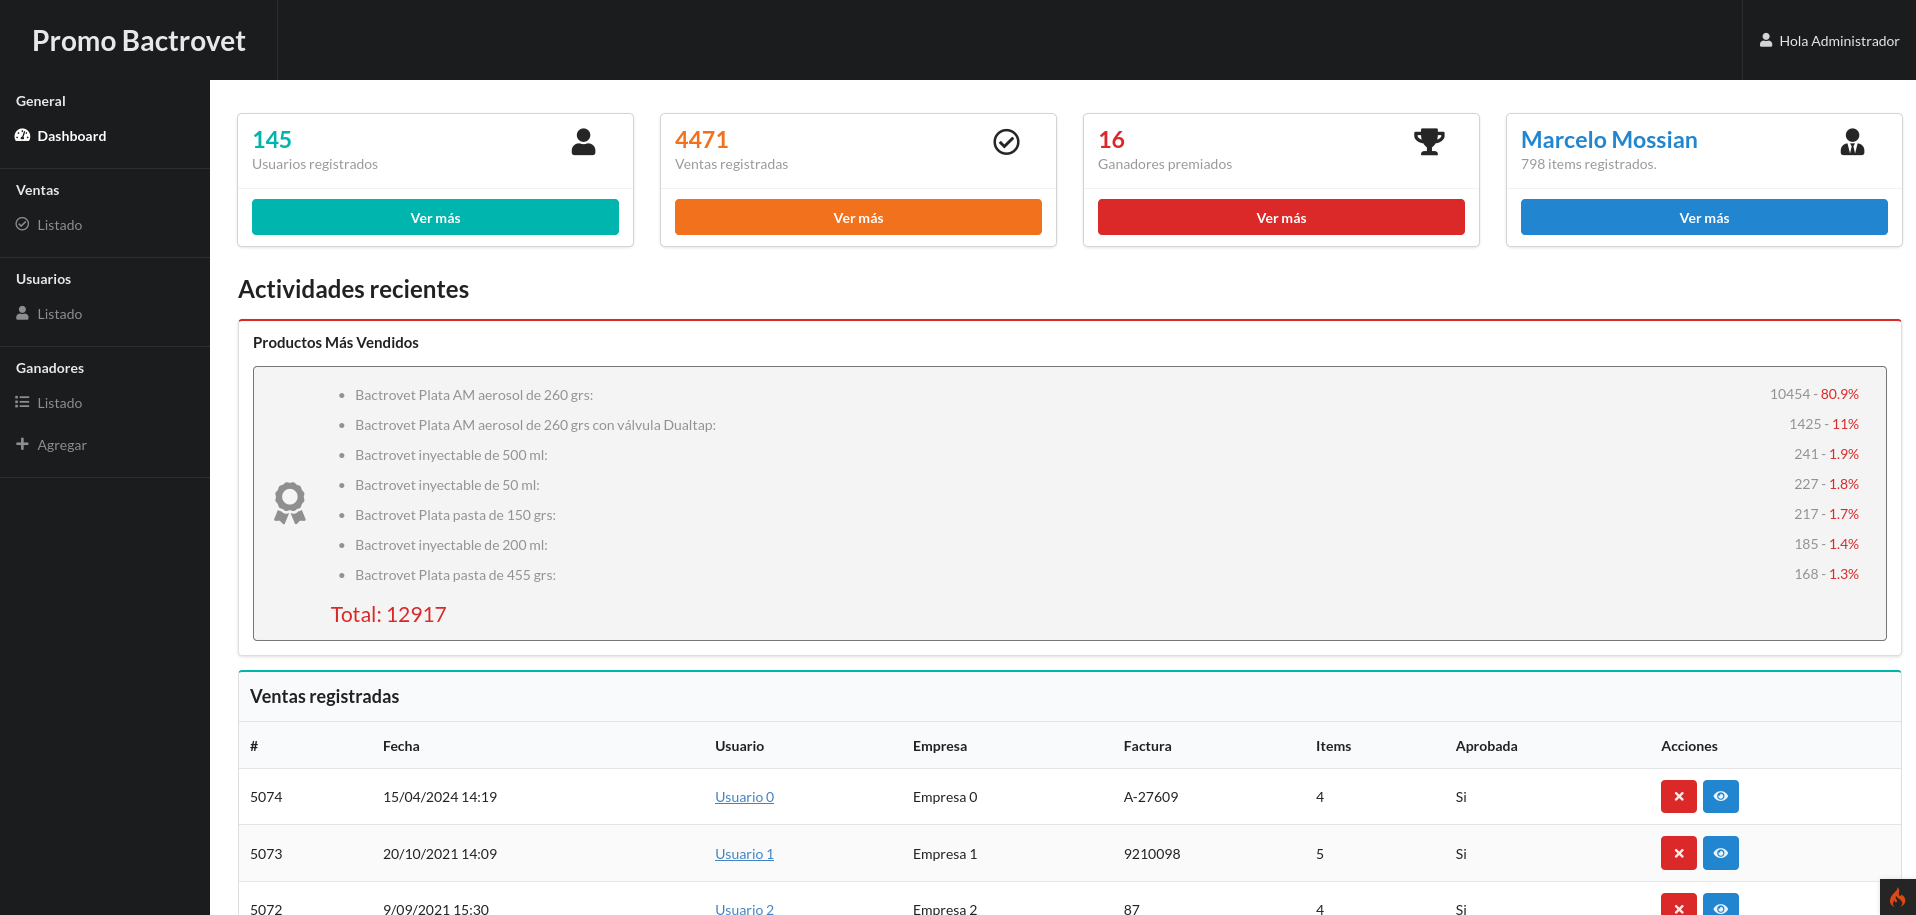 Promo Bactrovet
Hola Administrador
General
Dashboard
Ventas
Listado
Usuarios
Listado
Ganadores
Listado
Agregar
145
Usuarios registrados
Ver más
4471
Ventas registradas
Ver más
16
Ganadores premiados
Ver más
Marcelo Mossian
798 items registrados.
Ver más
Actividades recientes
Productos Más Vendidos
Bactrovet Plata AM aerosol de 260 grs: 10454 - 80.9%
Bactrovet Plata AM aerosol de 260 grs con válvula Dualtap: 1425 - 11%
Bactrovet inyectable de 500 ml: 241 - 1.9%
Bactrovet inyectable de 50 ml: 227 - 1.8%
Bactrovet Plata pasta de 150 grs: 217 - 1.7%
Bactrovet inyectable de 200 ml: 185 - 1.4%
Bactrovet Plata pasta de 455 grs: 168 - 1.3%
Total: 12917
Ventas registradas
# Fecha Usuario Empresa Factura Items Aprobada Acciones
5074 15/04/2024 14:19 Usuario 0 Empresa 0 A-27609 4 Si
5073 20/10/2021 14:09 Usuario 1 Empresa 1 9210098 5 Si
5072 9/09/2021 15:30 Usuario 2 Empresa 2 87 4 Si